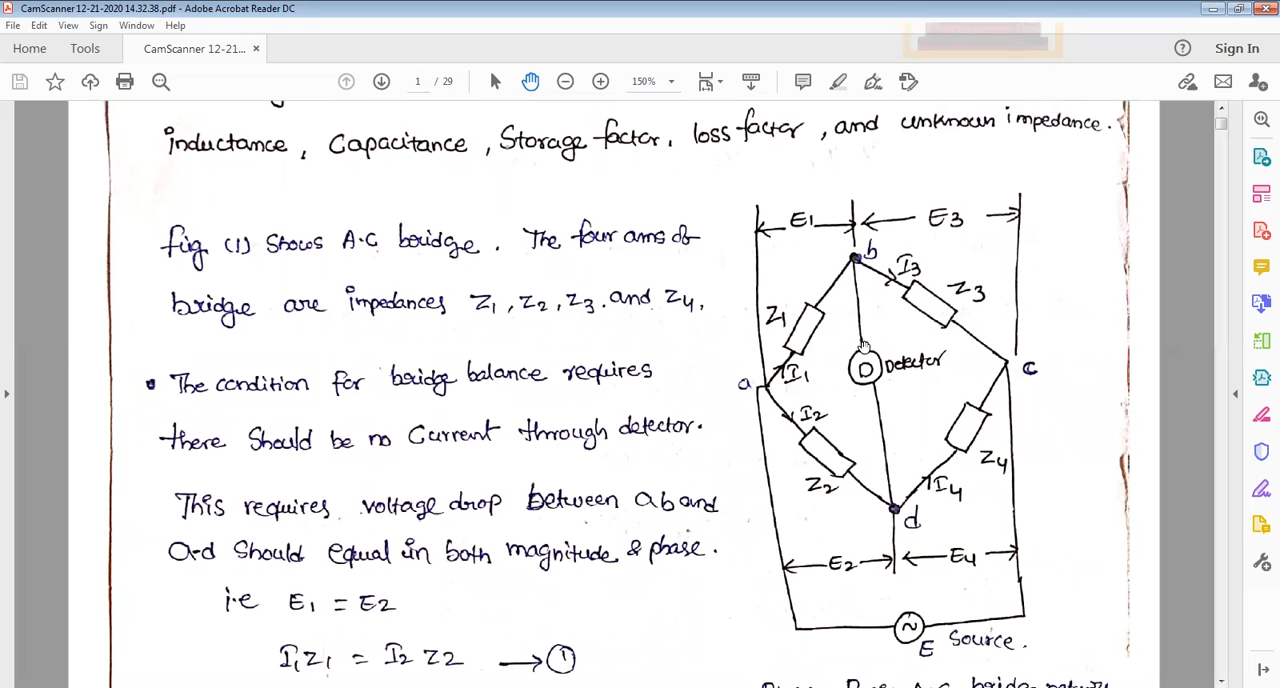 CamScanner 12-21-2020 14.32.38.pdf - Adobe Acrobat Reader DC
File Edit View Sign Window Help
Home Tools CamScanner 12-21... × Sign In
1 / 29 150%
inductance, Capacitance, Storage factor, loss factor, and unknown impedance.
fig (1) Shows A.C bridge. The four ams of
bridge are impedances Z1, Z2, Z3. and Z4,
• The condition for bridge balance requires
there Should be no Current through detector.
This requires voltage drop between ab and
a-d Should equal in both magnitude & phase.
i.e E1 = E2
I1Z1 = I2 Z2 → ①
E1 E3
b
I3
Z3
Z1
D Detector
c
a
I1
I2
Z2
Z4
I4
d
E2 E4
~
E Source.